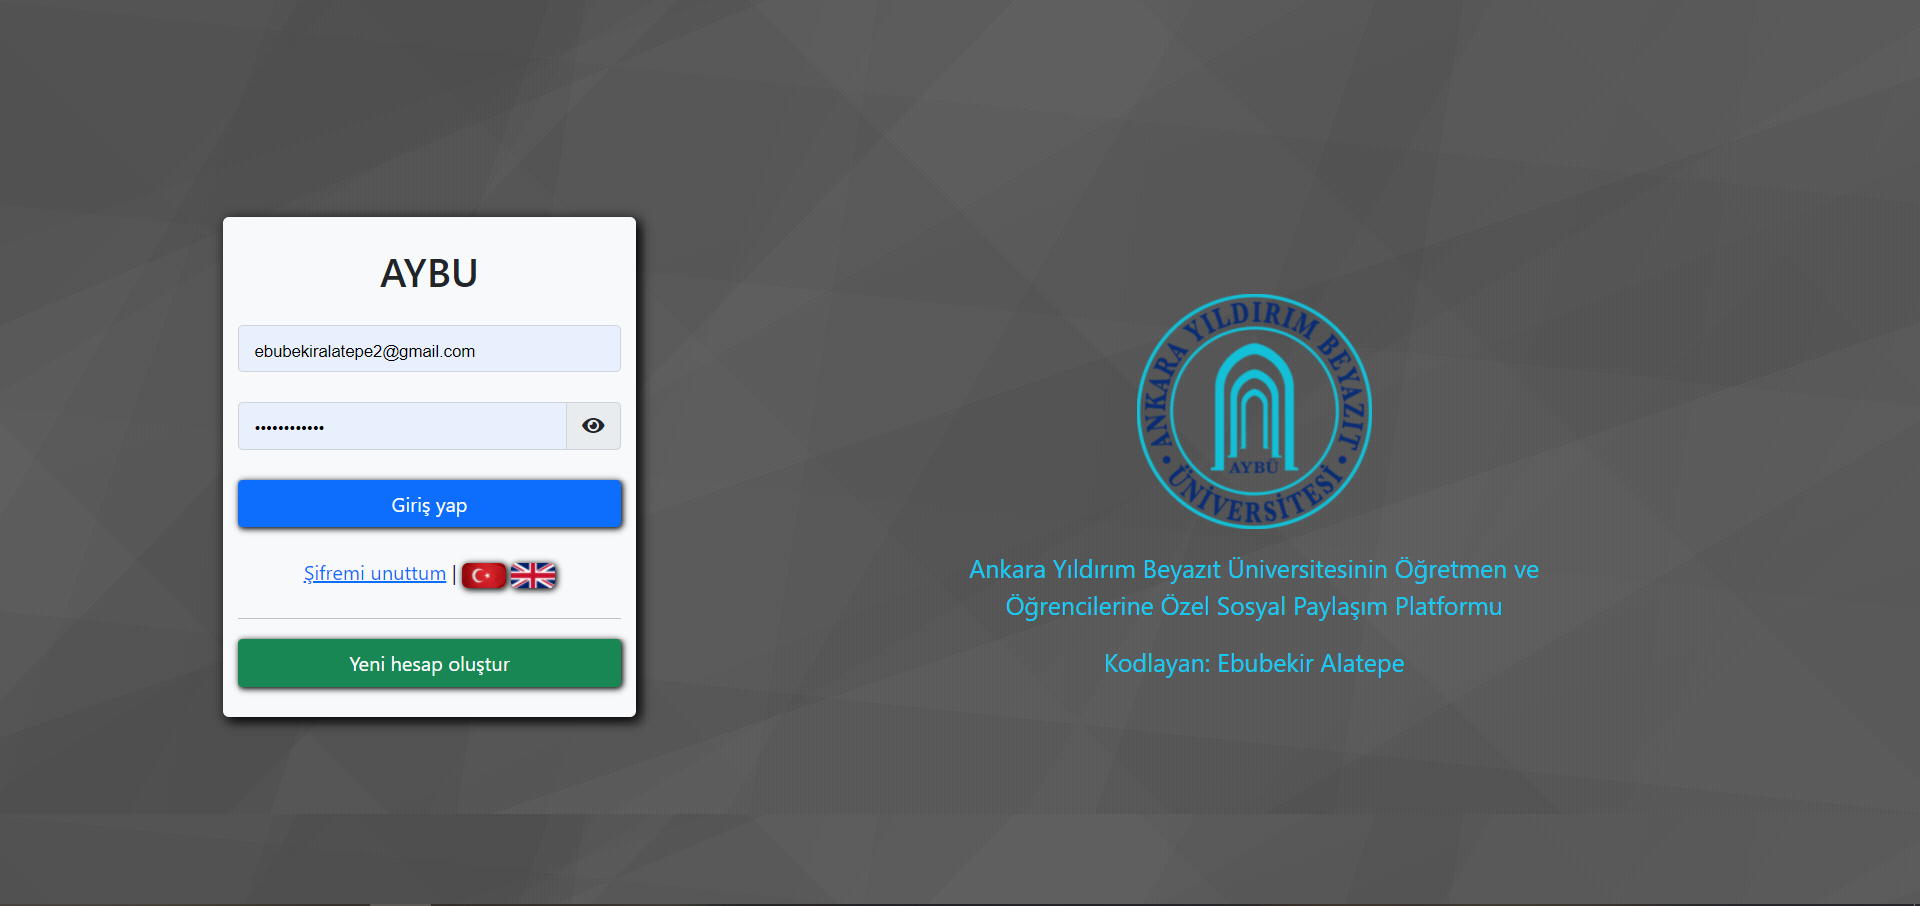 AYBU
ebubekiralatepe2@gmail.com
••••••••••••
Giriş yap
Şifremi unuttum |
Yeni hesap oluştur
ANKARA YILDIRIM BEYAZIT
AYBÜ
ÜNİVERSİTESİ
Ankara Yıldırım Beyazıt Üniversitesinin Öğretmen ve
Öğrencilerine Özel Sosyal Paylaşım Platformu
Kodlayan: Ebubekir Alatepe